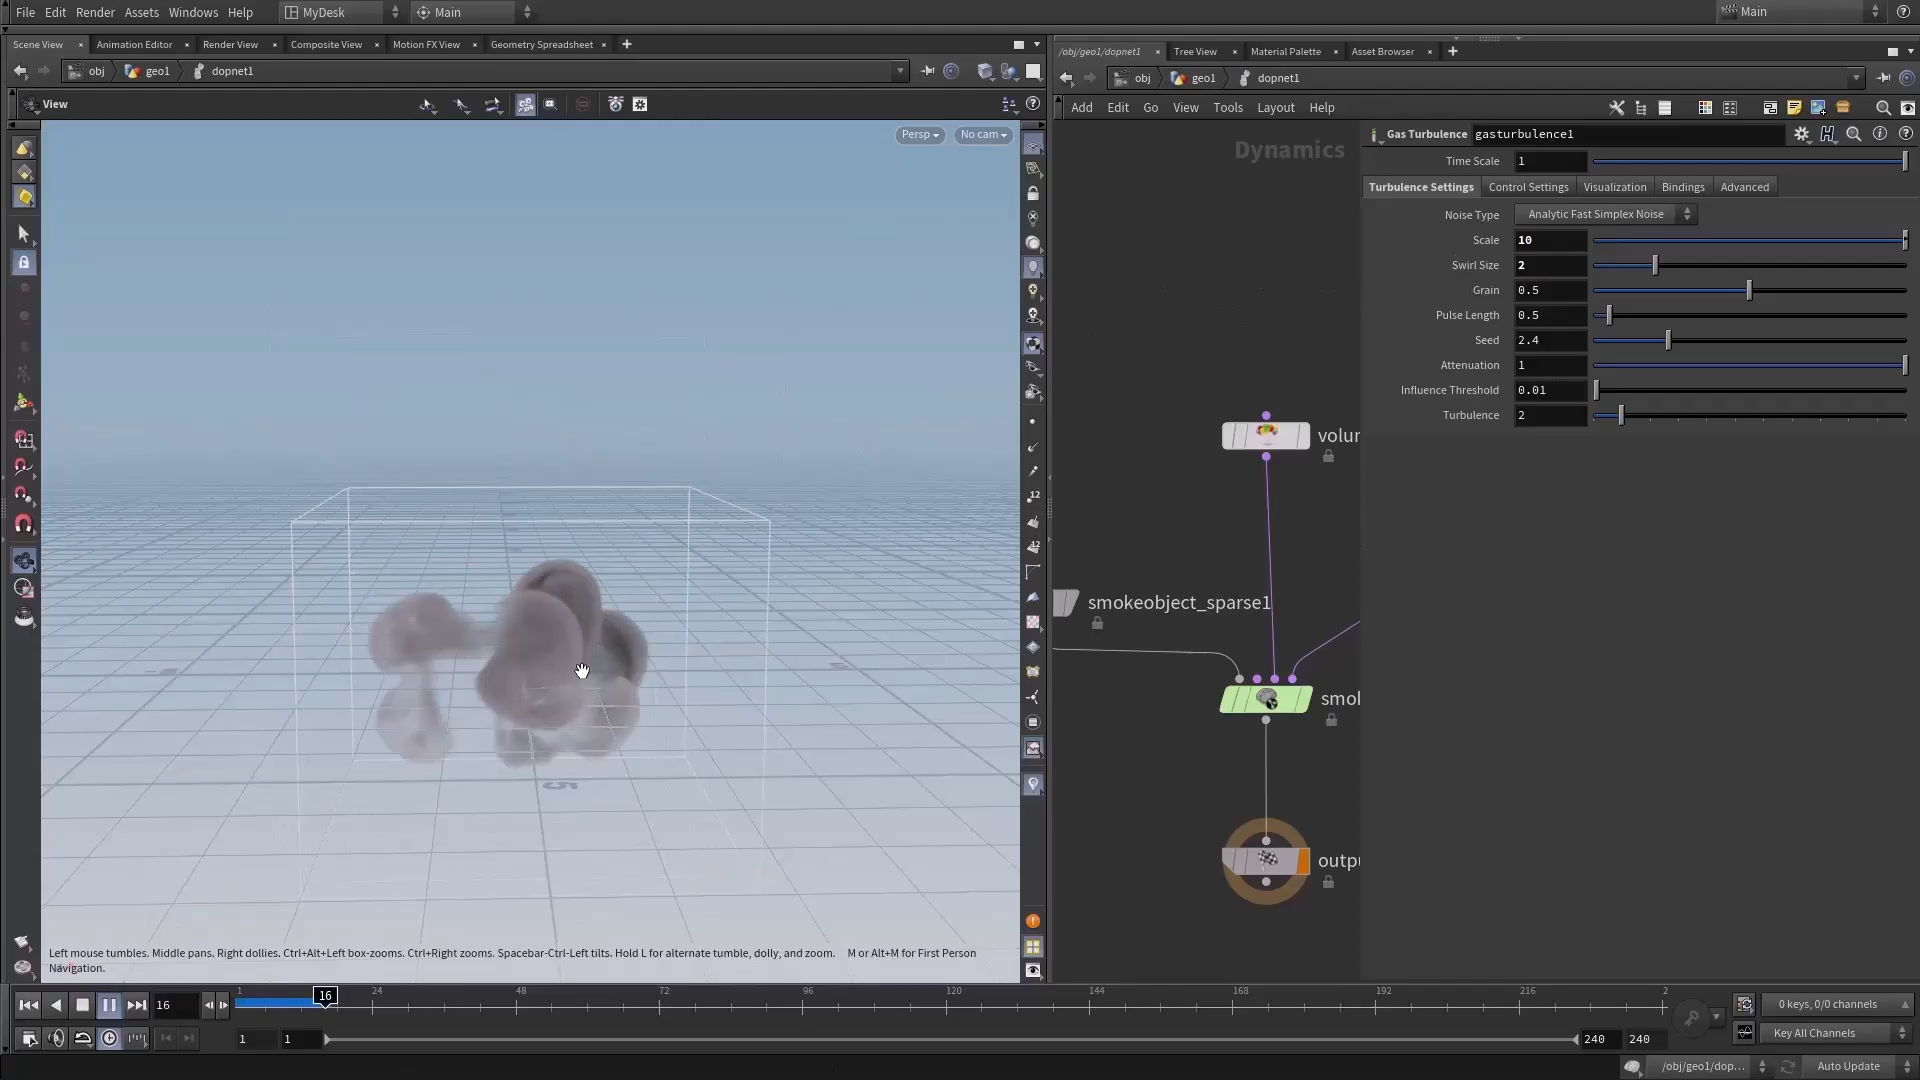 File Edit Render Assets Windows Help MyDesk Main Main
Scene View Animation Editor Render View Composite View Motion FX View Geometry Spreadsheet
/obj/geo1/dopnet1 Tree View Material Palette Asset Browser
obj geo1 dopnet1
obj geo1 dopnet1
View
Add Edit Go View Tools Layout Help
Persp No cam
Dynamics
Gas Turbulence gasturbulence1
Time Scale 1
Turbulence Settings Control Settings Visualization Bindings Advanced
Noise Type Analytic Fast Simplex Noise
Scale 10
Swirl Size 2
Grain 0.5
Pulse Length 0.5
Seed 2.4
Attenuation 1
Influence Threshold 0.01
Turbulence 2
volur
smokeobject_sparse1
smol
outpu
12
12
5
Left mouse tumbles. Middle pans. Right dollies. Ctrl+Alt+Left box-zooms. Ctrl+Right zooms. Spacebar-Ctrl-Left tilts. Hold L for alternate tumble, dolly, and zoom. M or Alt+M for First Person
Navigation.
16 1 16 24 48 72 96 120 144 168 192 216 2
0 keys, 0/0 channels
1 1 240 240
Key All Channels
/obj/geo1/dop... Auto Update